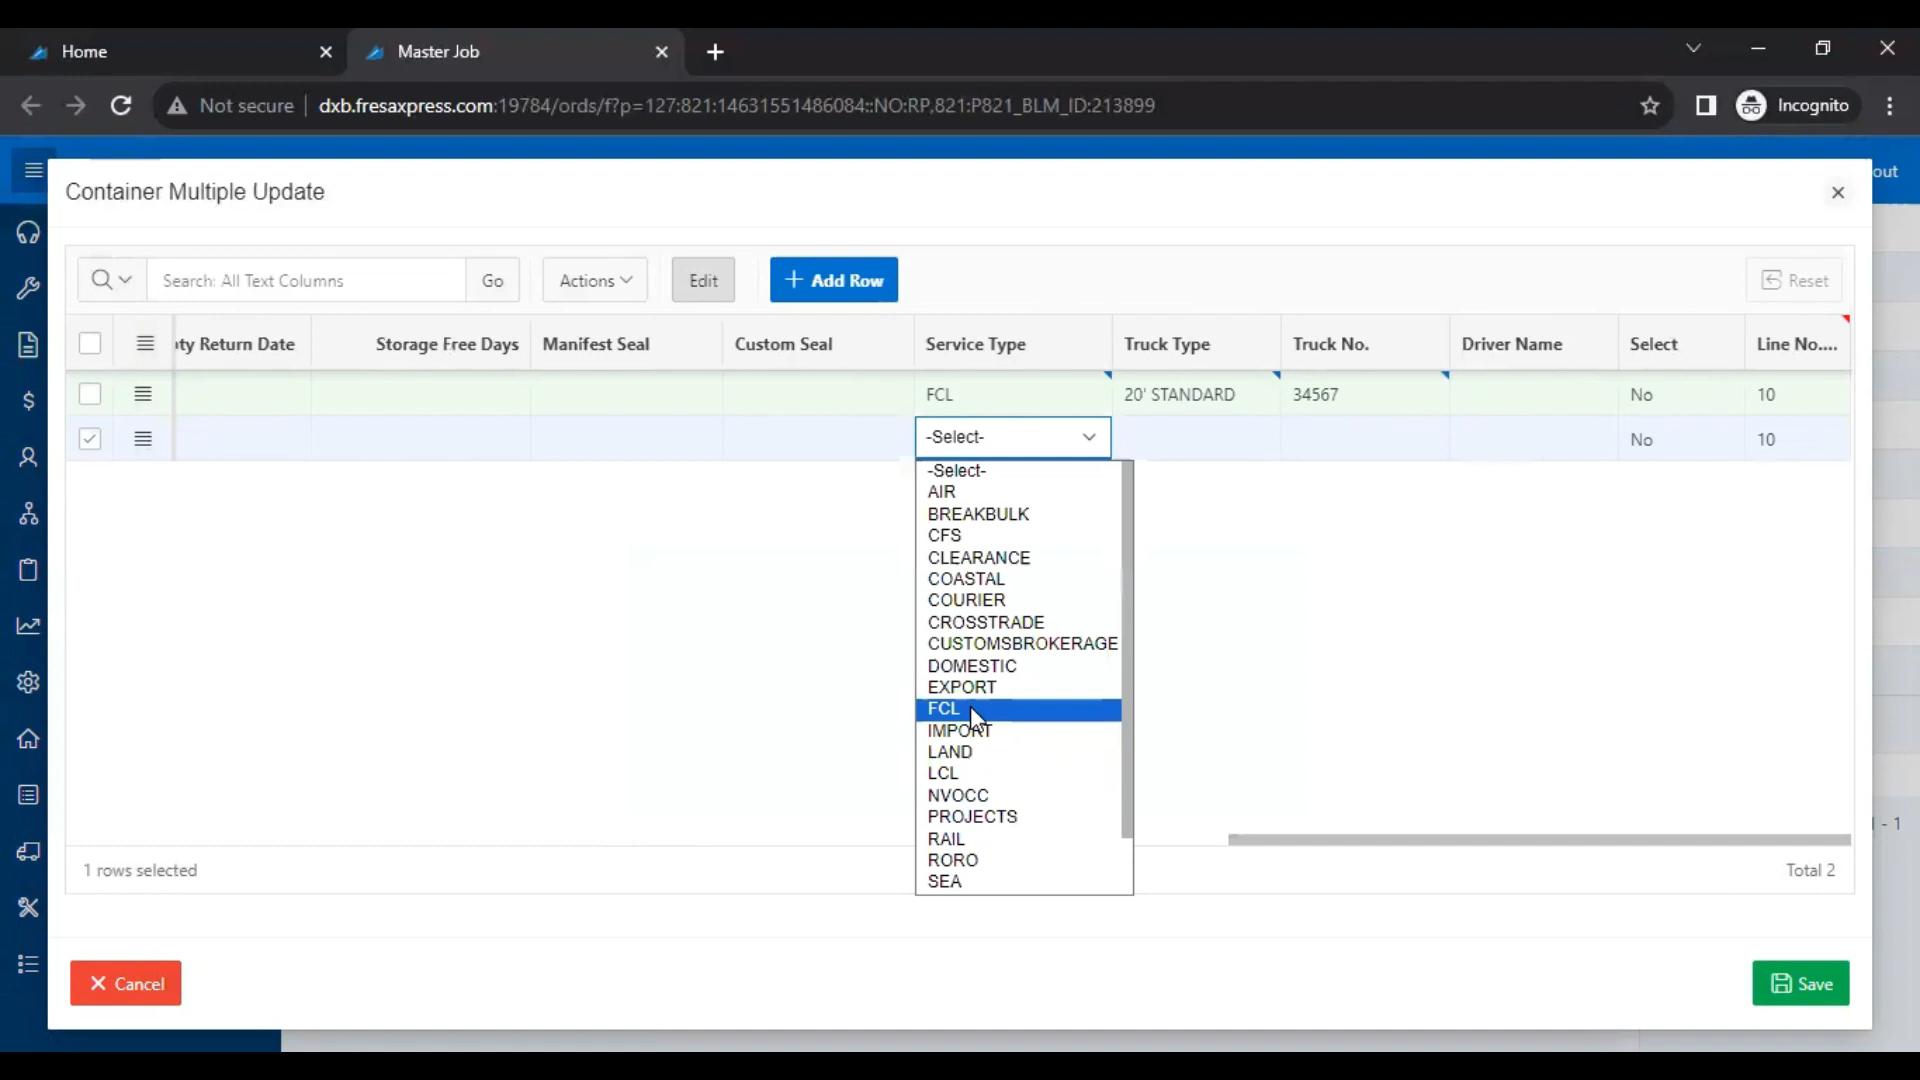 Home
Master Job
Not secure
dxb.fresaxpress.com:19784/ords/f?p=127:821:14631551486084::NO:RP,821:P821_BLM_ID:213899
Incognito
out
Container Multiple Update
Search: All Text Columns
Go
Actions
Edit
Add Row
Reset
ty Return Date Storage Free Days Manifest Seal Custom Seal Service Type Truck Type Truck No. Driver Name Select Line No....
FCL 20' STANDARD 34567 No 10
-Select- No 10
-Select-
AIR
BREAKBULK
CFS
CLEARANCE
COASTAL
COURIER
CROSSTRADE
CUSTOMSBROKERAGE
DOMESTIC
EXPORT
FCL
IMPORT
LAND
LCL
NVOCC
PROJECTS
RAIL
RORO
SEA
- 1
1 rows selected
Total 2
Cancel
Save